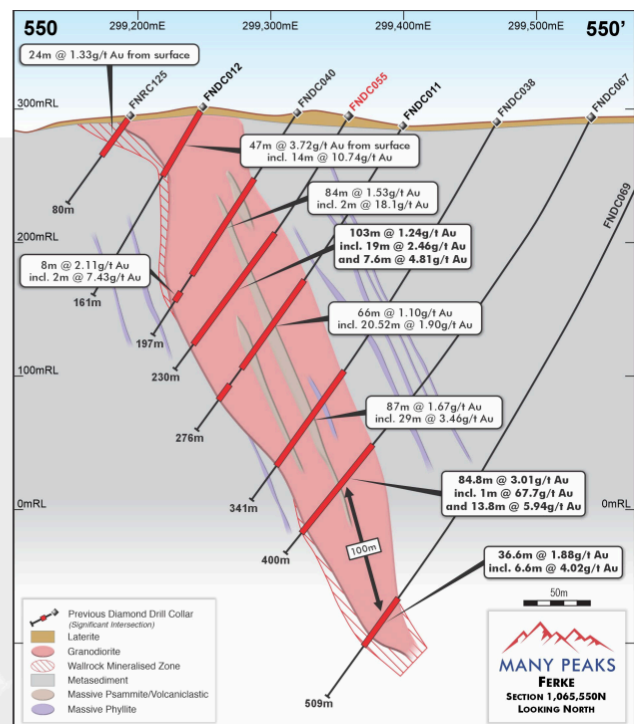 550
299,200mE
299,300mE
299,400mE
299,500mE
550'
24m @ 1.33g/t Au from surface
FNRC125
FNDC012
FNDC040
FNDC055
FNDC011
FNDC038
FNDC067
FNDC069
300mRL
47m @ 3.72g/t Au from surface
incl. 14m @ 10.74g/t Au
84m @ 1.53g/t Au
incl. 2m @ 18.1g/t Au
80m
200mRL
200mRL
103m @ 1.24g/t Au
incl. 19m @ 2.46g/t Au
and 7.6m @ 4.81g/t Au
8m @ 2.11g/t Au
incl. 2m @ 7.43g/t Au
161m
197m
66m @ 1.10g/t Au
incl. 20.52m @ 1.90g/t Au
230m
100mRL
100mRL
87m @ 1.67g/t Au
incl. 29m @ 3.46g/t Au
276m
84.8m @ 3.01g/t Au
incl. 1m @ 67.7g/t Au
and 13.8m @ 5.94g/t Au
341m
0mRL
0mRL
400m
100m
36.6m @ 1.88g/t Au
incl. 6.6m @ 4.02g/t Au
50m
509m
Previous Diamond Drill Collar
(Significant Intersection)
Laterite
Granodiorite
Wallrock Mineralised Zone
Metasediment
Massive Psammite/Volcaniclastic
Massive Phyllite
MANY PEAKS
FERKE
SECTION 1,065,550N
LOOKING NORTH